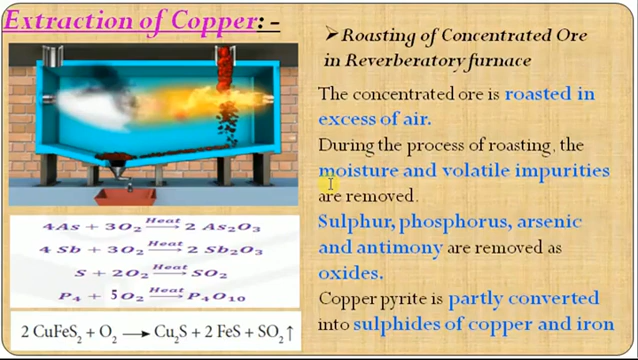 Extraction of Copper: -
➢ Roasting of Concentrated Ore
in Reverberatory furnace
The concentrated ore is roasted in
excess of air.
During the process of roasting, the
moisture and volatile impurities
are removed.
Sulphur, phosphorus, arsenic
and antimony are removed as
oxides.
Copper pyrite is partly converted
into sulphides of copper and iron
4As + 3O₂ —Heat→ 2 As₂O₃
4 Sb + 3O₂ —Heat→ 2 Sb₂O₃
S + 2O₂ —Heat→ SO₂
P₄ + 5O₂ —Heat→ P₄O₁₀
2 CuFeS₂ + O₂ → Cu₂S + 2 FeS + SO₂↑